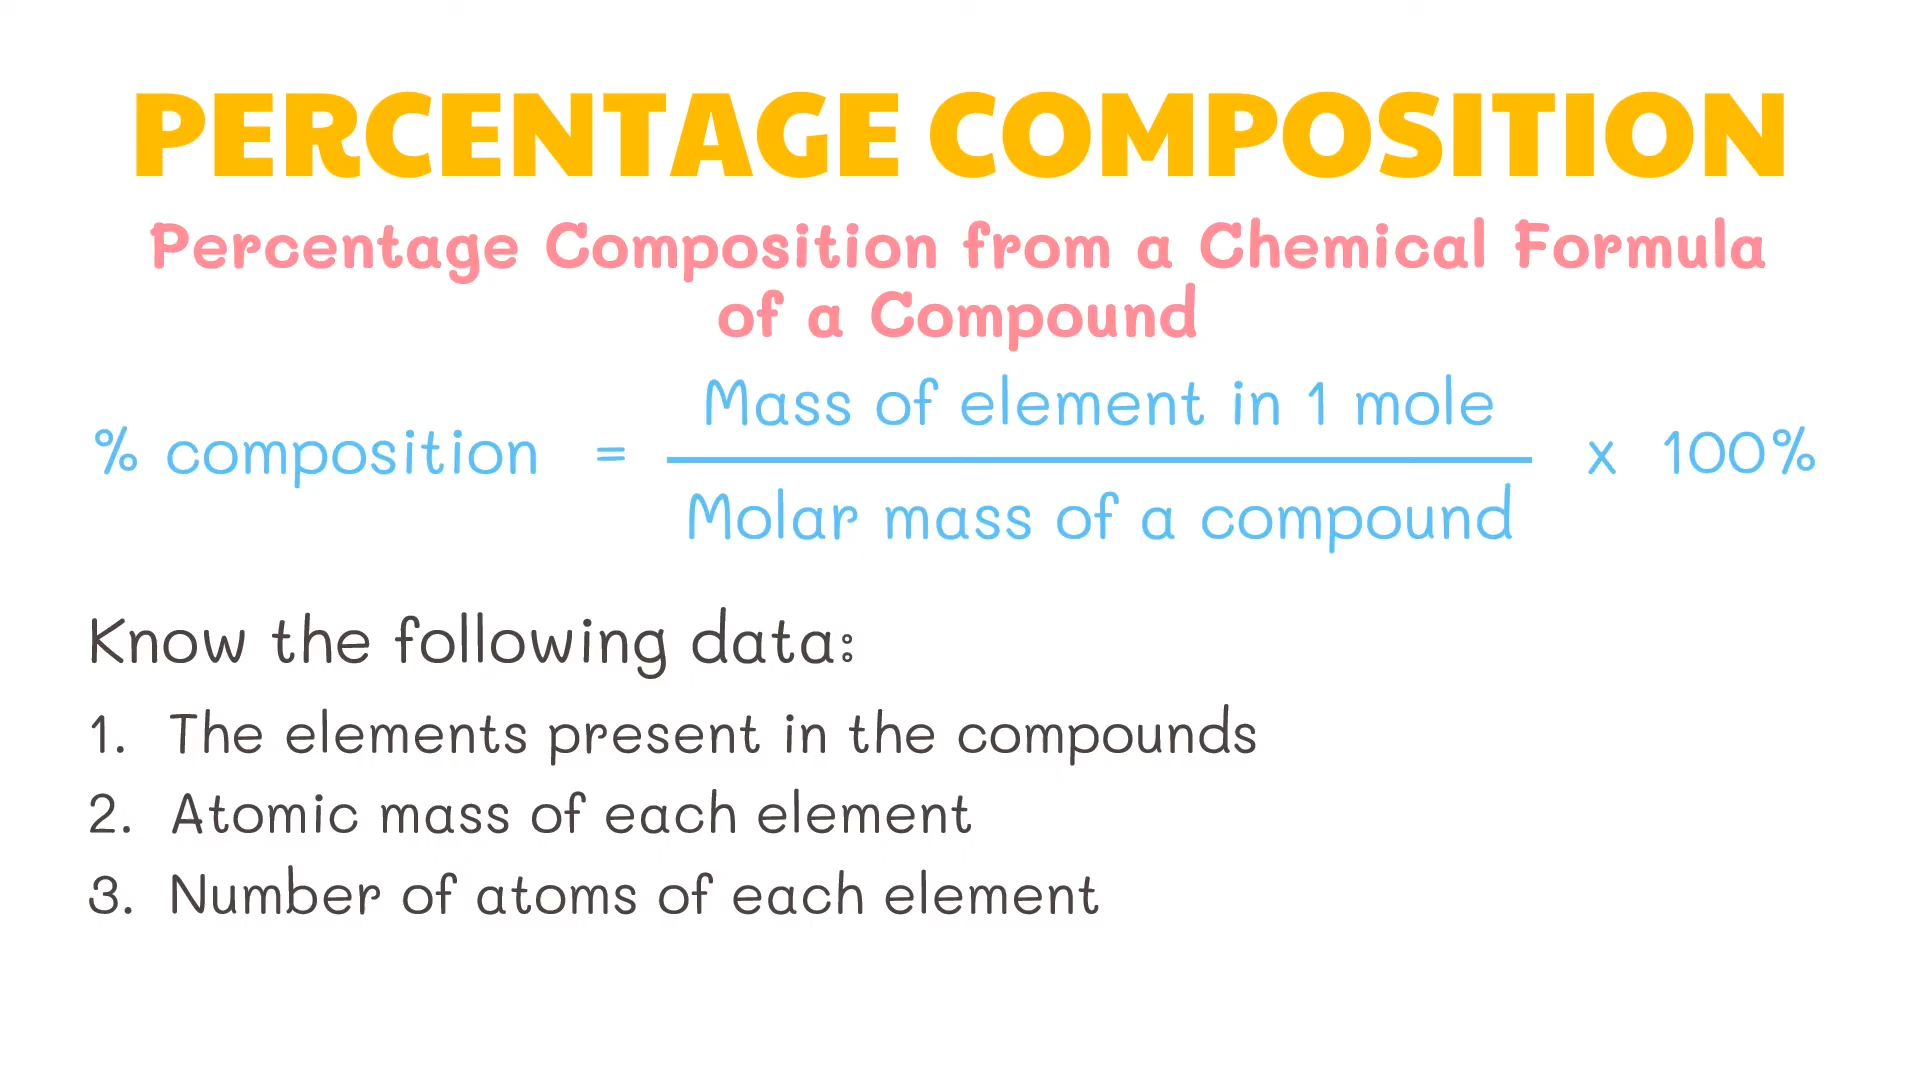 PERCENTAGE COMPOSITION
Percentage Composition from a Chemical Formula
of a Compound
% composition = Mass of element in 1 mole x 100%
Molar mass of a compound
Know the following data:
1. The elements present in the compounds
2. Atomic mass of each element
3. Number of atoms of each element